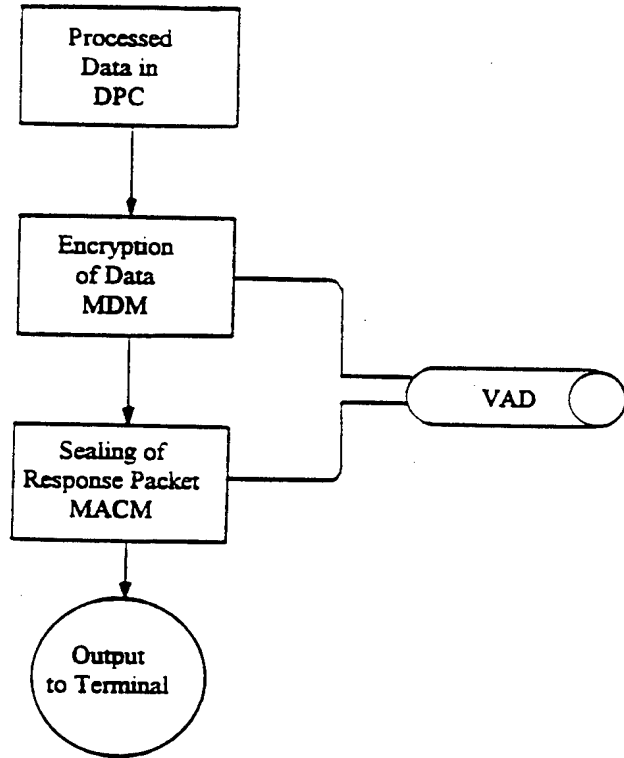 Processed
Data in
DPC
Encryption
of Data
MDM
VAD
Sealing of
Response Packet
MACM
Output
to Terminal